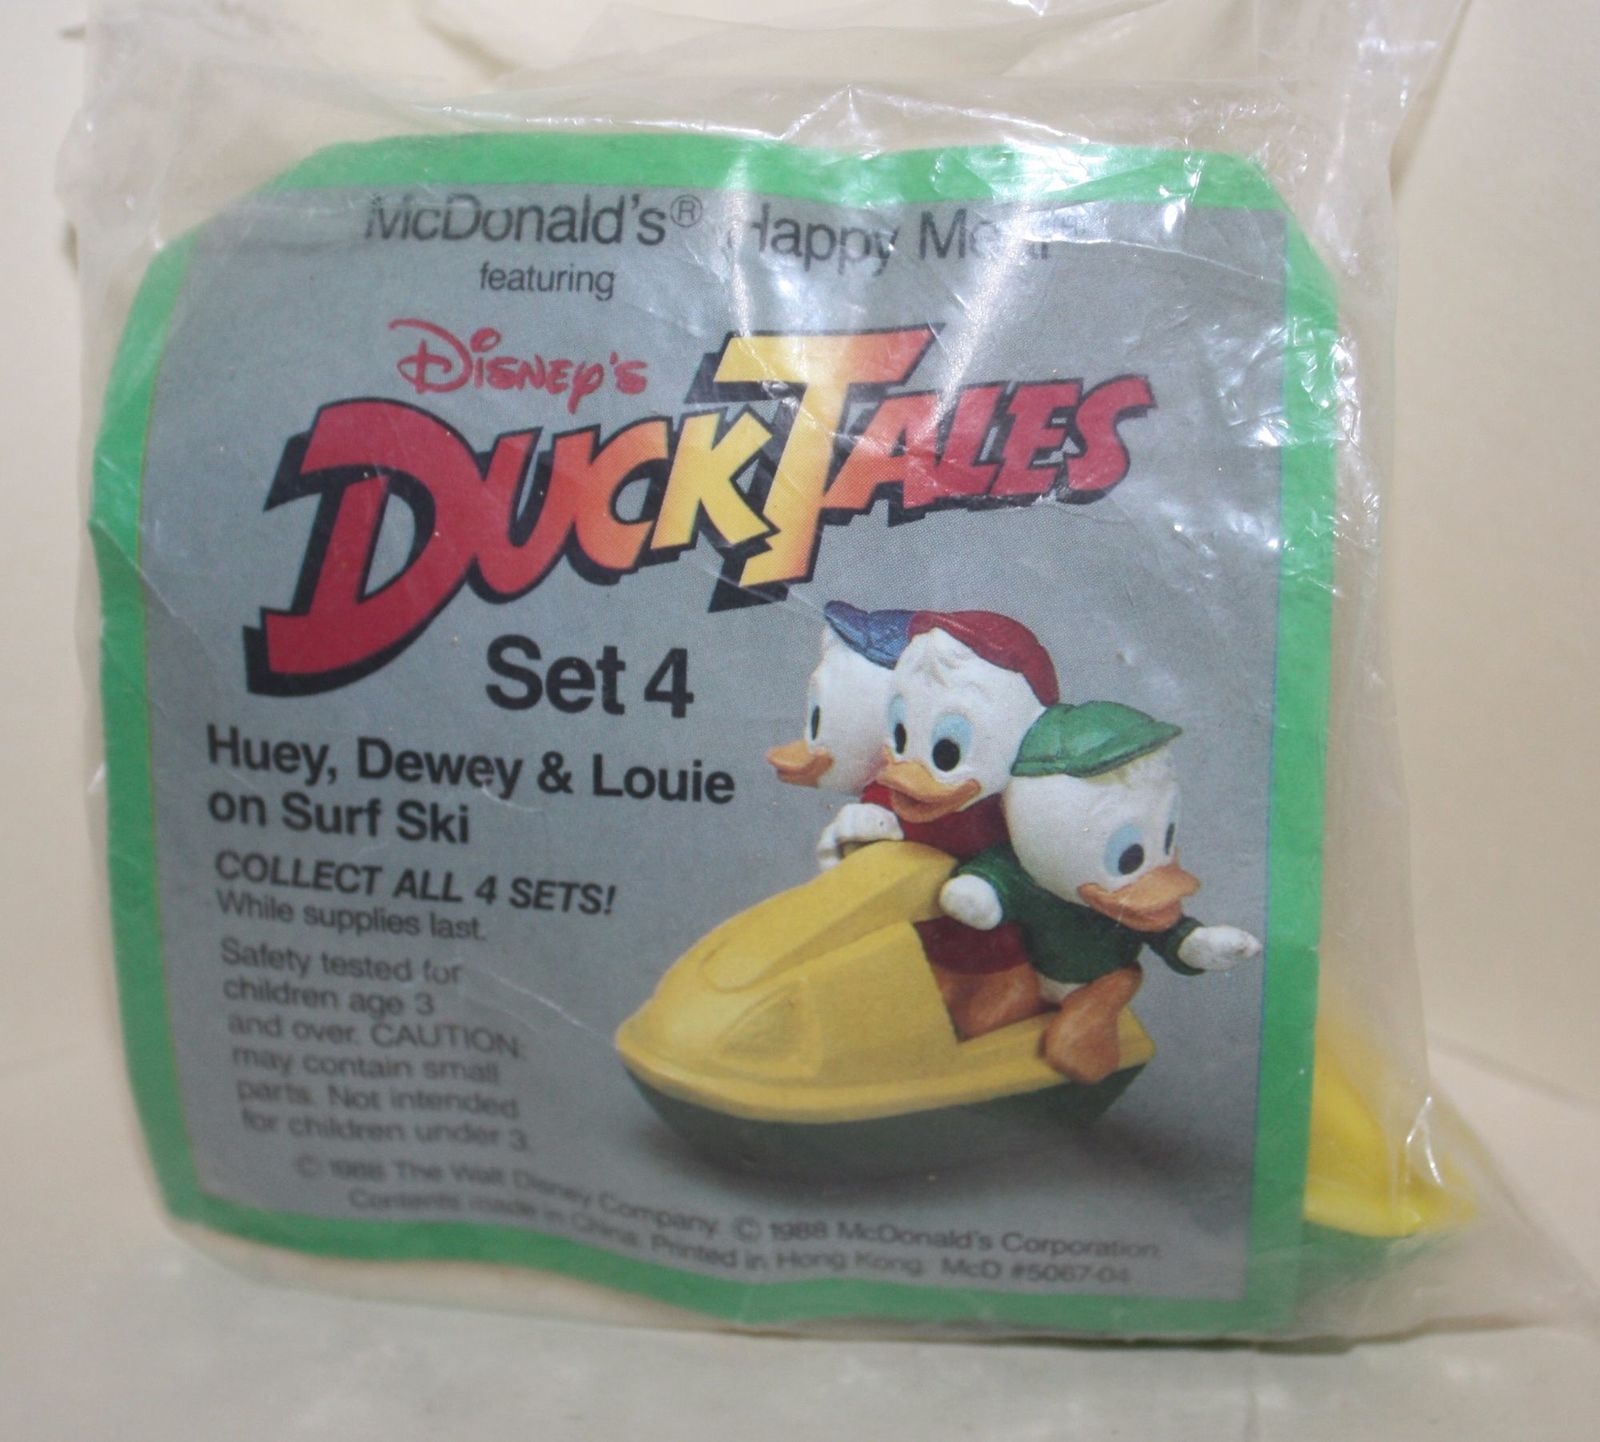 McDonald's® Happy Meal
featuring
Disney's
DUCKTALES
Set 4
Huey, Dewey & Louie
on Surf Ski
COLLECT ALL 4 SETS!
While supplies last.
Safety tested for
children age 3
and over. CAUTION:
may contain small
parts. Not intended
for children under 3.
© 1988 The Walt Disney Company. © 1988 McDonald's Corporation
Contents made in China. Printed in Hong Kong. McD #5067-04